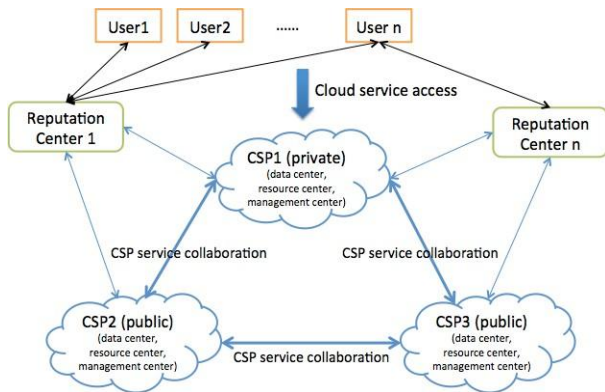 User1
User2
......
User n
Cloud service access
Reputation
Center 1
Reputation
Center n
CSP1 (private)
(data center,
resource center,
management center)
CSP service collaboration
CSP service collaboration
CSP2 (public)
(data center,
resource center,
management center)
CSP3 (public)
(data center,
resource center,
management center)
CSP service collaboration